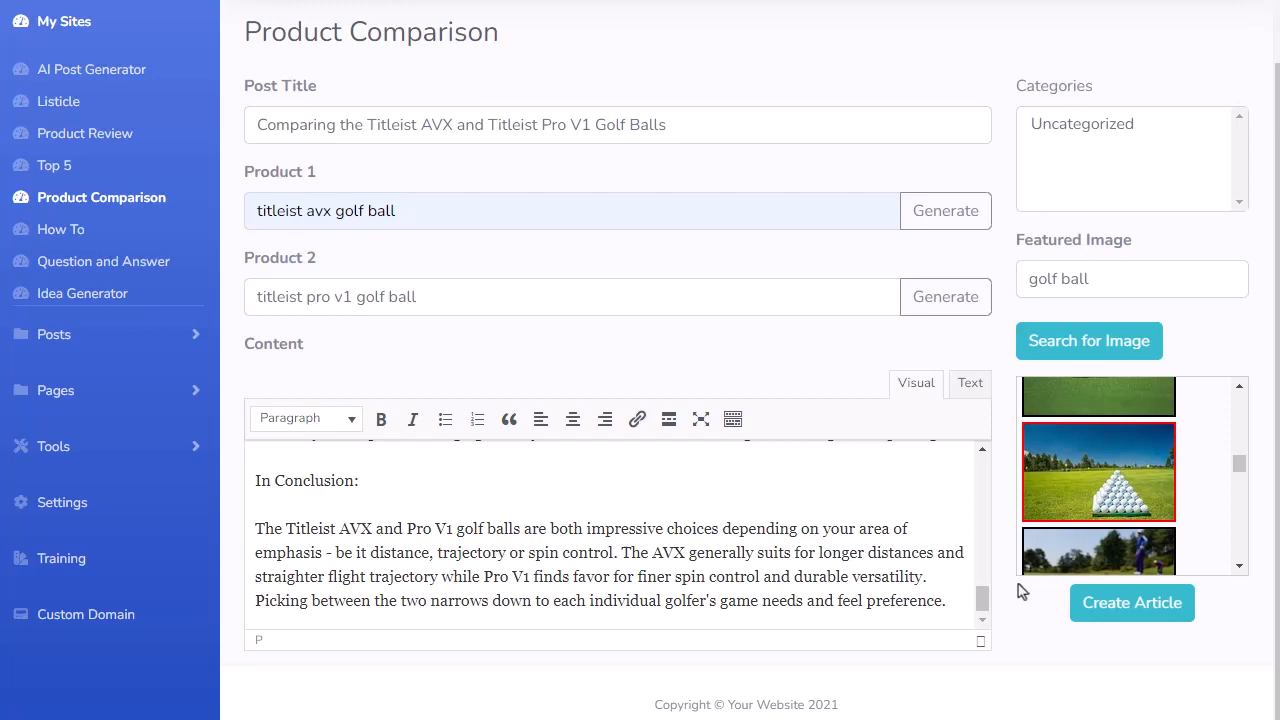 My Sites
AI Post Generator
Listicle
Product Review
Top 5
Product Comparison
How To
Question and Answer
Idea Generator
Posts
Pages
Tools
Settings
Training
Custom Domain
Product Comparison
Post Title
Comparing the Titleist AVX and Titleist Pro V1 Golf Balls
Product 1
titleist avx golf ball
Generate
Product 2
titleist pro v1 golf ball
Generate
Content
Visual
Text
Paragraph
B
I
In Conclusion:
The Titleist AVX and Pro V1 golf balls are both impressive choices depending on your area of
emphasis - be it distance, trajectory or spin control. The AVX generally suits for longer distances and
straighter flight trajectory while Pro V1 finds favor for finer spin control and durable versatility.
Picking between the two narrows down to each individual golfer's game needs and feel preference.
P
Categories
Uncategorized
Featured Image
golf ball
Search for Image
Create Article
Copyright © Your Website 2021